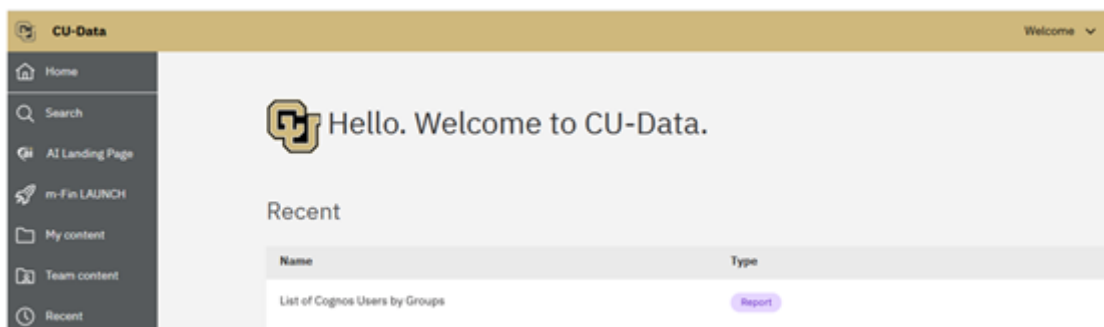 CU-Data
Welcome
Home
Search
AI Landing Page
m-Fin LAUNCH
My content
Team content
Recent
Hello. Welcome to CU-Data.
Recent
Name Type
List of Cognos Users by Groups Report